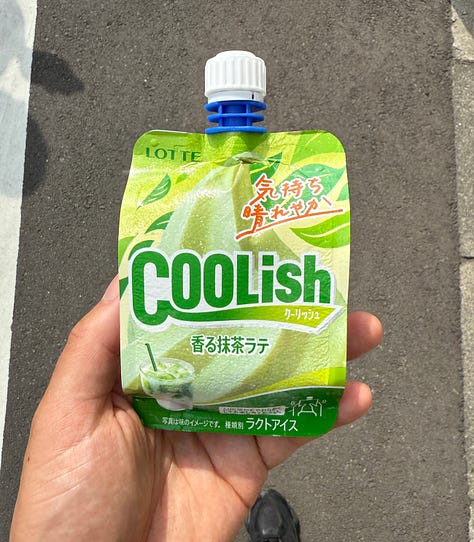 LOTTE
気持ち
晴れやか
COOLish
クーリッシュ
香る抹茶ラテ
写真は味のイメージです。 種類別 ラクトアイス